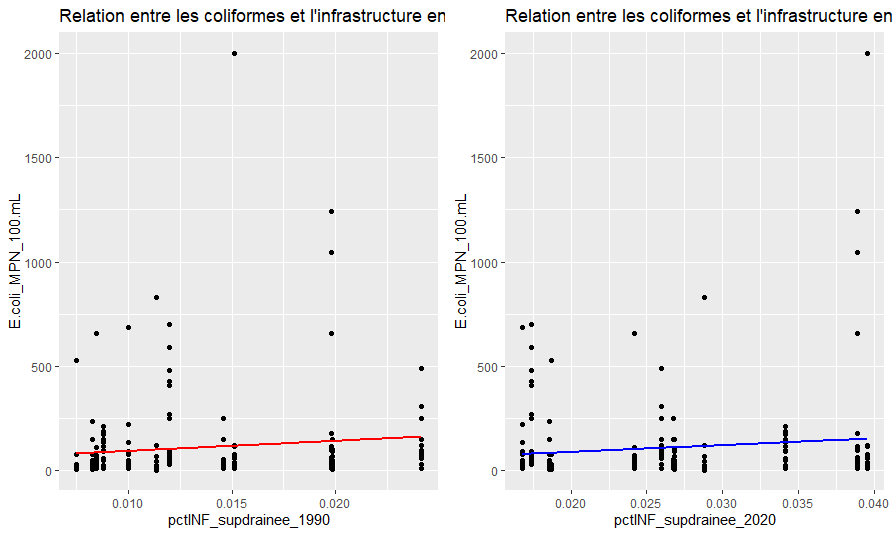 Relation entre les coliformes et l'infrastructure en
2000
1500
1000
500
0
E.coli_MPN_100.mL
0.010 0.015 0.020
pctINF_supdrainee_1990
Relation entre les coliformes et l'infrastructure en
2000
1500
1000
500
0
E.coli_MPN_100.mL
0.020 0.025 0.030 0.035 0.040
pctINF_supdrainee_2020